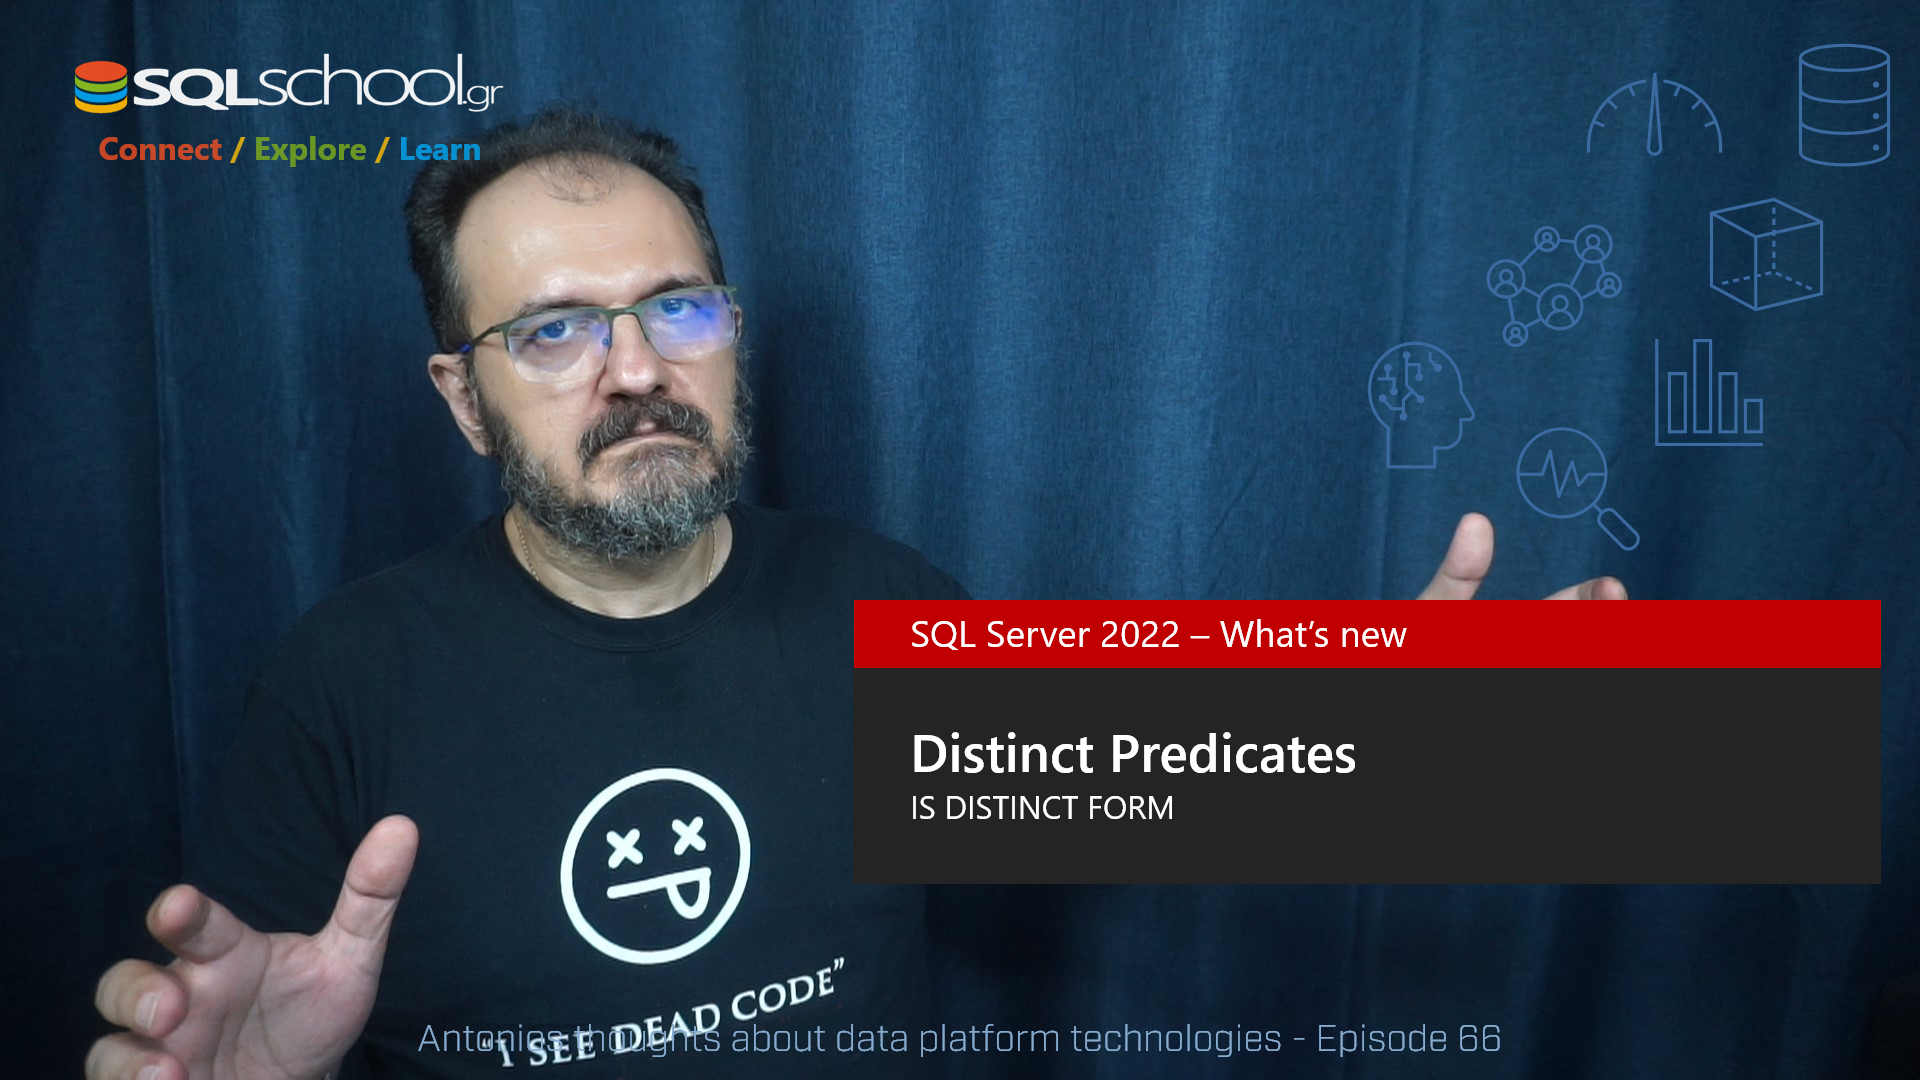 SQLschool.gr
Connect / Explore / Learn
SQL Server 2022 – What's new
Distinct Predicates
IS DISTINCT FORM
"I SEE DEAD CODE"
Antonios thoughts about data platform technologies - Episode 66